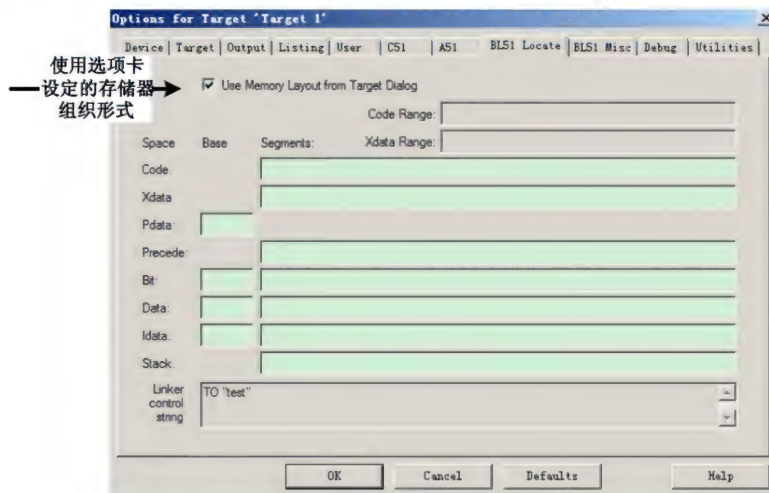 Options for Target 'Target 1'
Device | Target | Output | Listing | User | C51 | A51 | BL51 Locate | BL51 Misc | Debug | Utilities
使用选项卡
设定的存储器
组织形式
Use Memory Layout from Target Dialog
Code Range:
Space Base Segments: Xdata Range:
Code:
Xdata
Pdata:
Precede:
Bit:
Data:
Idata:
Stack:
Linker
control
string
TO "test"
OK Cancel Defaults Help